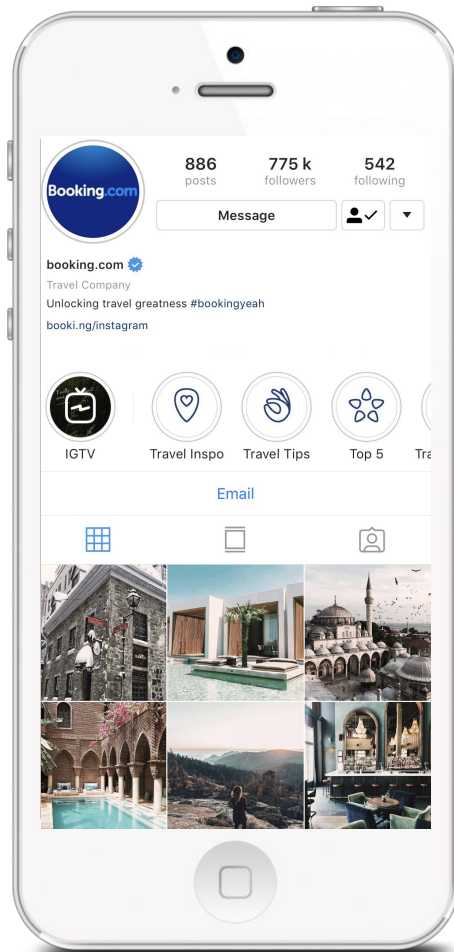 Booking.com
886 775 k 542
posts followers following
Message
booking.com
Travel Company
Unlocking travel greatness #bookingyeah
booki.ng/instagram
IGTV Travel Inspo Travel Tips Top 5 Tra
Email